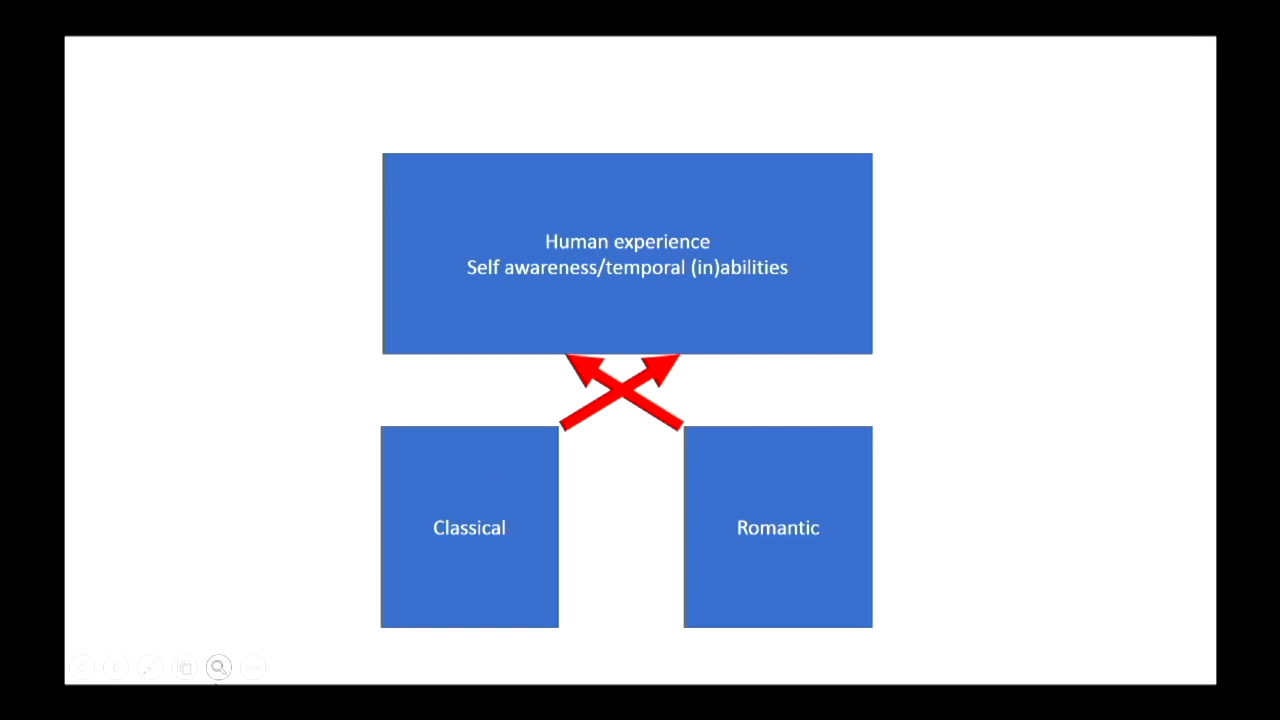 Human experience
Self awareness/temporal (in)abilities
Classical
Romantic